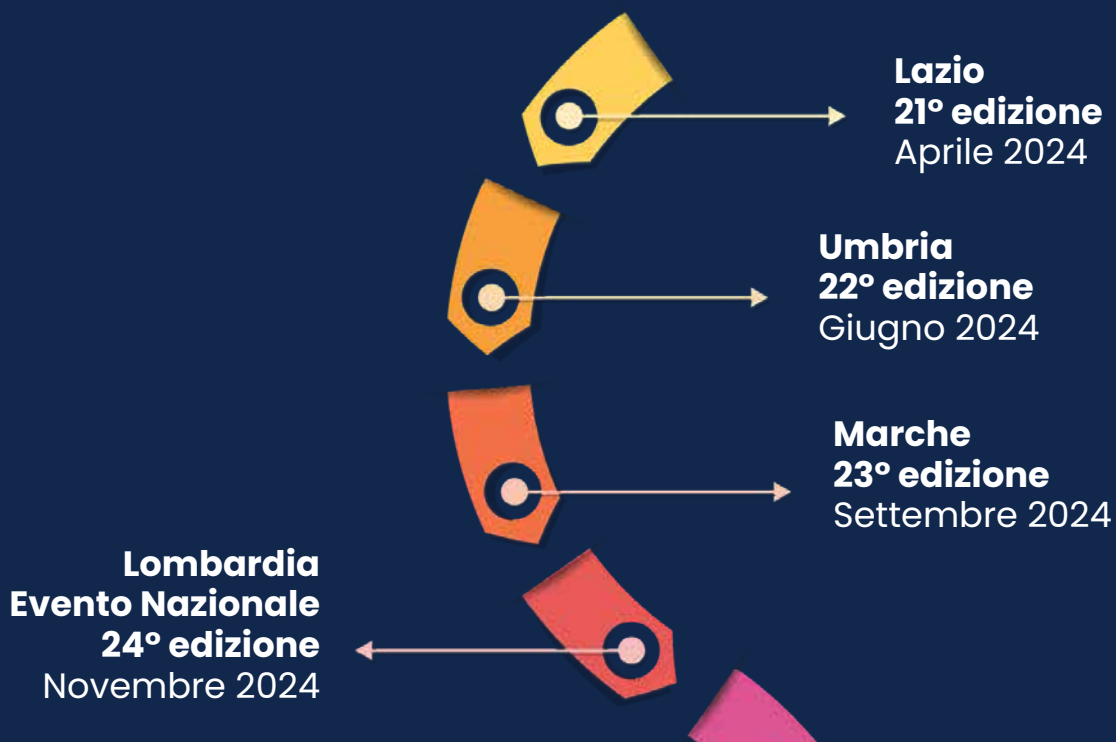 Lazio
21° edizione
Aprile 2024
Umbria
22° edizione
Giugno 2024
Marche
23° edizione
Settembre 2024
Lombardia
Evento Nazionale
24° edizione
Novembre 2024